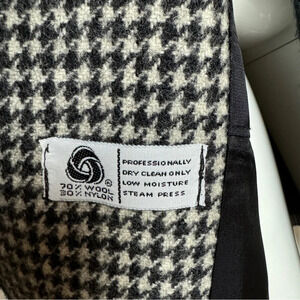 PROFESSIONALLY
DRY CLEAN ONLY
LOW MOISTURE
STEAM PRESS
®
70% WOOL
30% NYLON